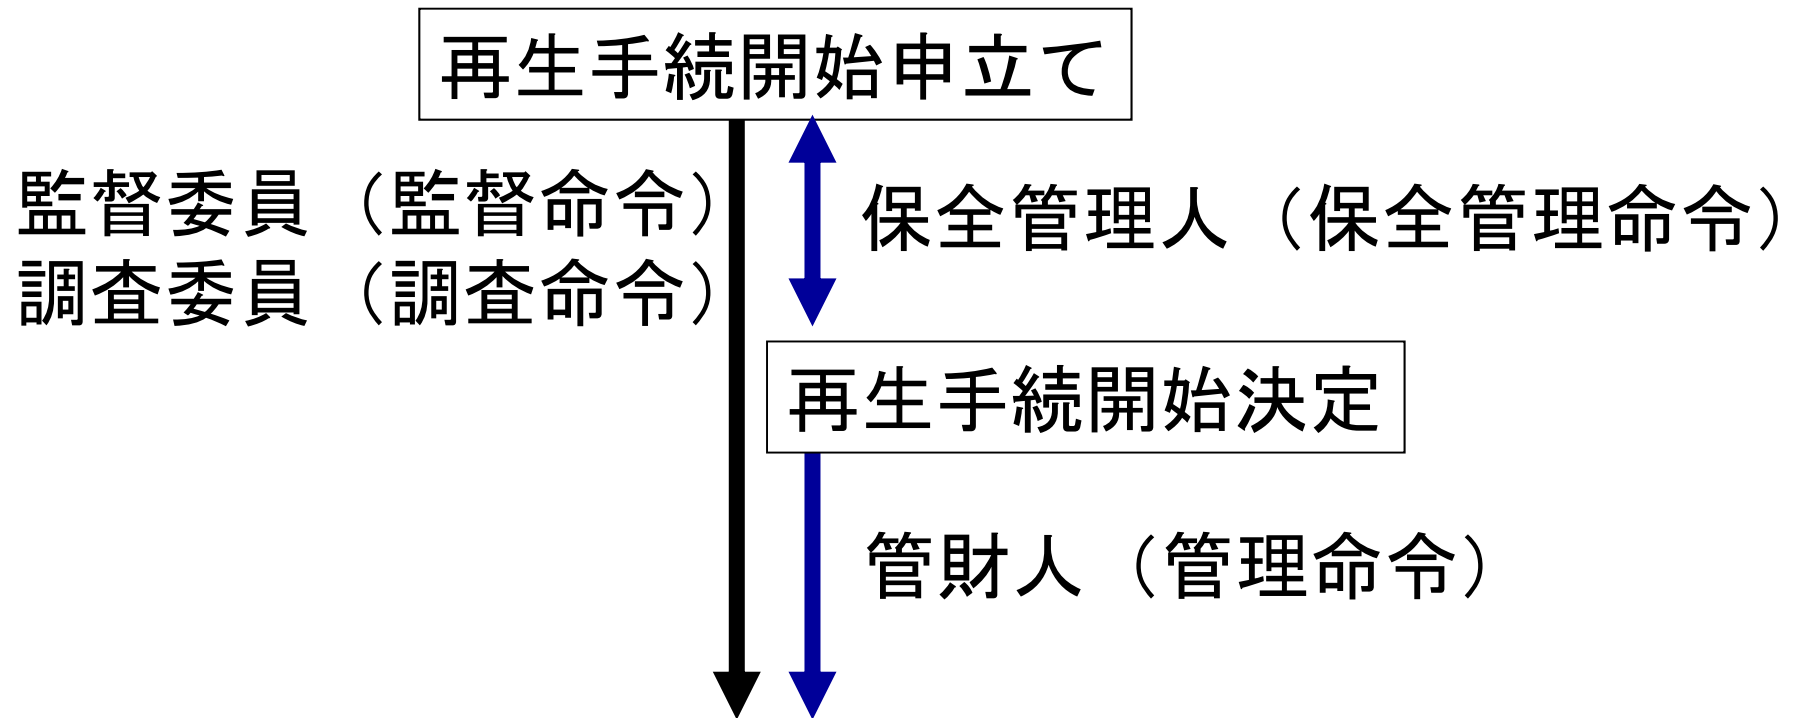 再生手続開始申立て
監督委員（監督命令）
調査委員（調査命令）
保全管理人（保全管理命令）
再生手続開始決定
管財人（管理命令）